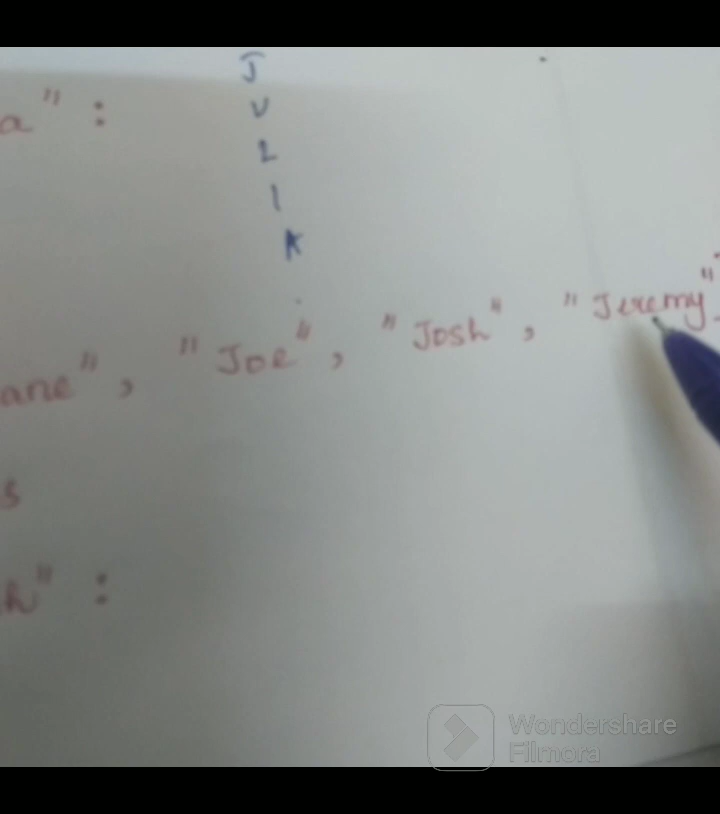 a" :
J
U
L
I
A
ane", "Joe", "Josh", "Jeremy"
s
h" :
Wondershare
Filmora